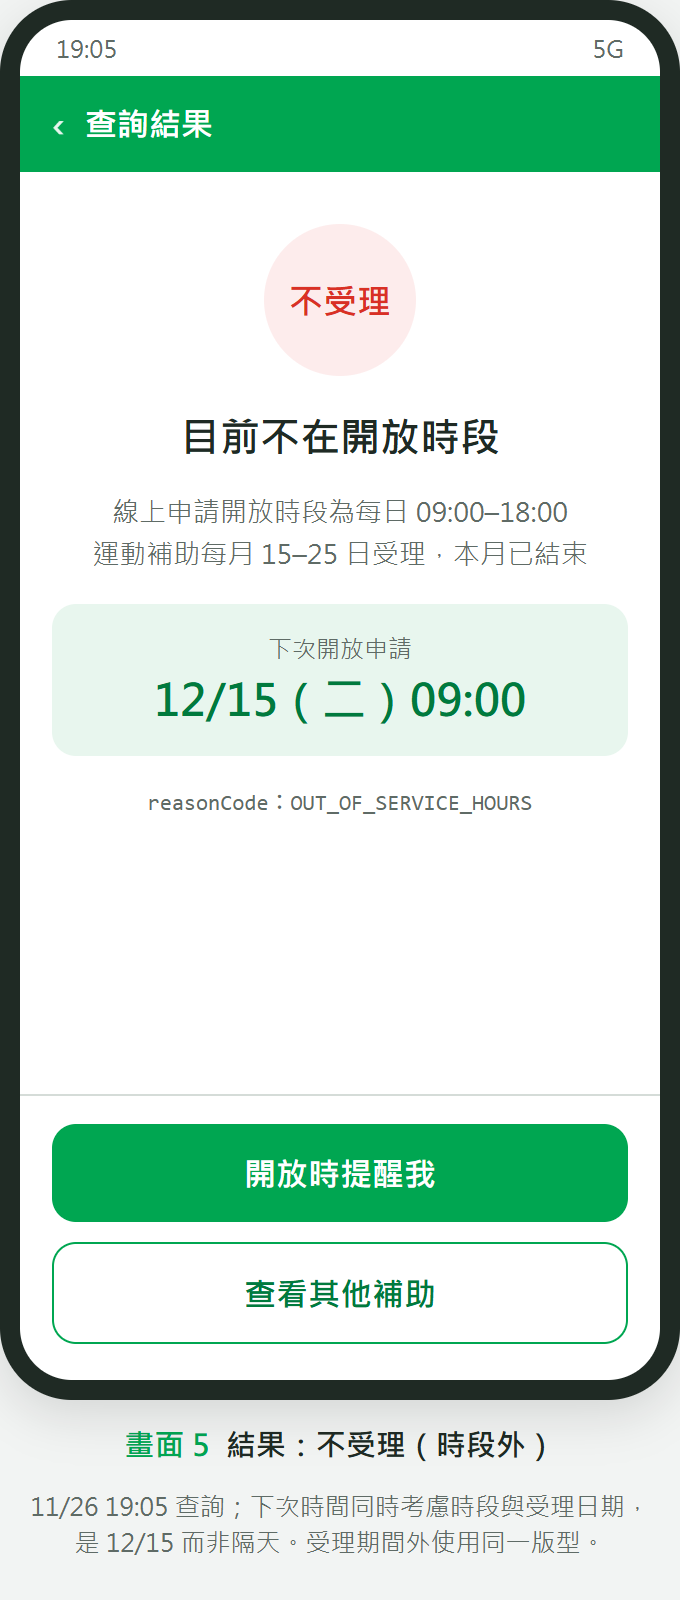 19:05 5G
‹ 查詢結果
不受理
目前不在開放時段
線上申請開放時段為每日 09:00–18:00
運動補助每月 15–25 日受理，本月已結束
下次開放申請
12/15（二）09:00
reasonCode：OUT_OF_SERVICE_HOURS
開放時提醒我
查看其他補助
畫面 5 結果：不受理（時段外）
11/26 19:05 查詢；下次時間同時考慮時段與受理日期，
是 12/15 而非隔天。受理期間外使用同一版型。